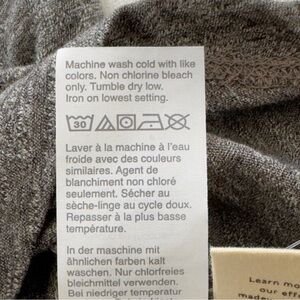 Machine wash cold with like
colors. Non chlorine bleach
only. Tumble dry low.
Iron on lowest setting.
30
Laver à la machine à l'eau
froide avec des couleurs
similaires. Agent de
blanchiment non chloré
seulement. Sécher au
sèche-linge au cycle doux.
Repasser à la plus basse
température.
In der maschine mit
ähnlichen farben kalt
waschen. Nur chlorfreies
bleichmittel verwenden.
Bei niedriger temperatur
Learn mo
our eff
made